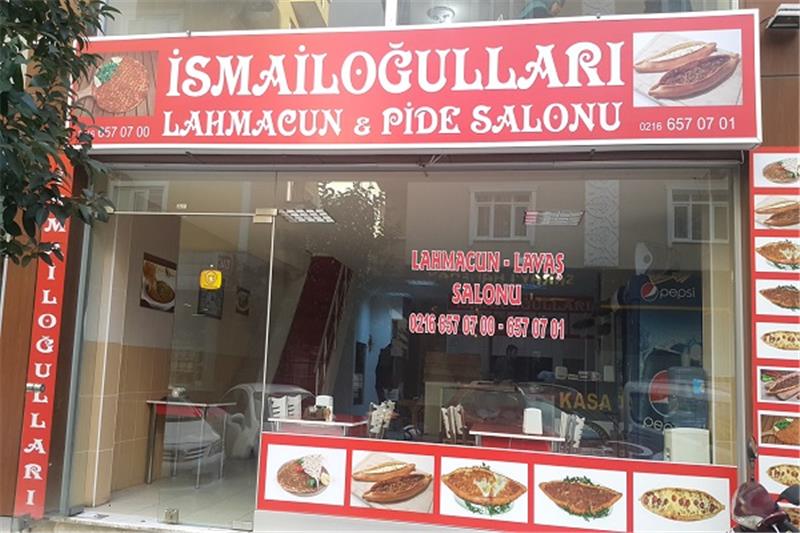 İSMAİLOĞULLARI
LAHMACUN & PİDE SALONU
0216 657 07 00
0216 657 07 01
İSMAİLOĞULLARI
LAHMACUN - LAVAŞ
SALONU
0216 657 07 00 - 657 07 01
pepsi
KASA